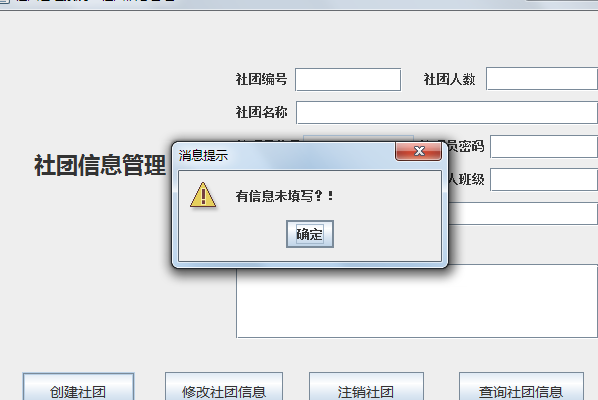 社团编号
社团人数
社团名称
员密码
社团信息管理
人班级
消息提示
有信息未填写？！
确定
创建社团
修改社团信息
注销社团
查询社团信息